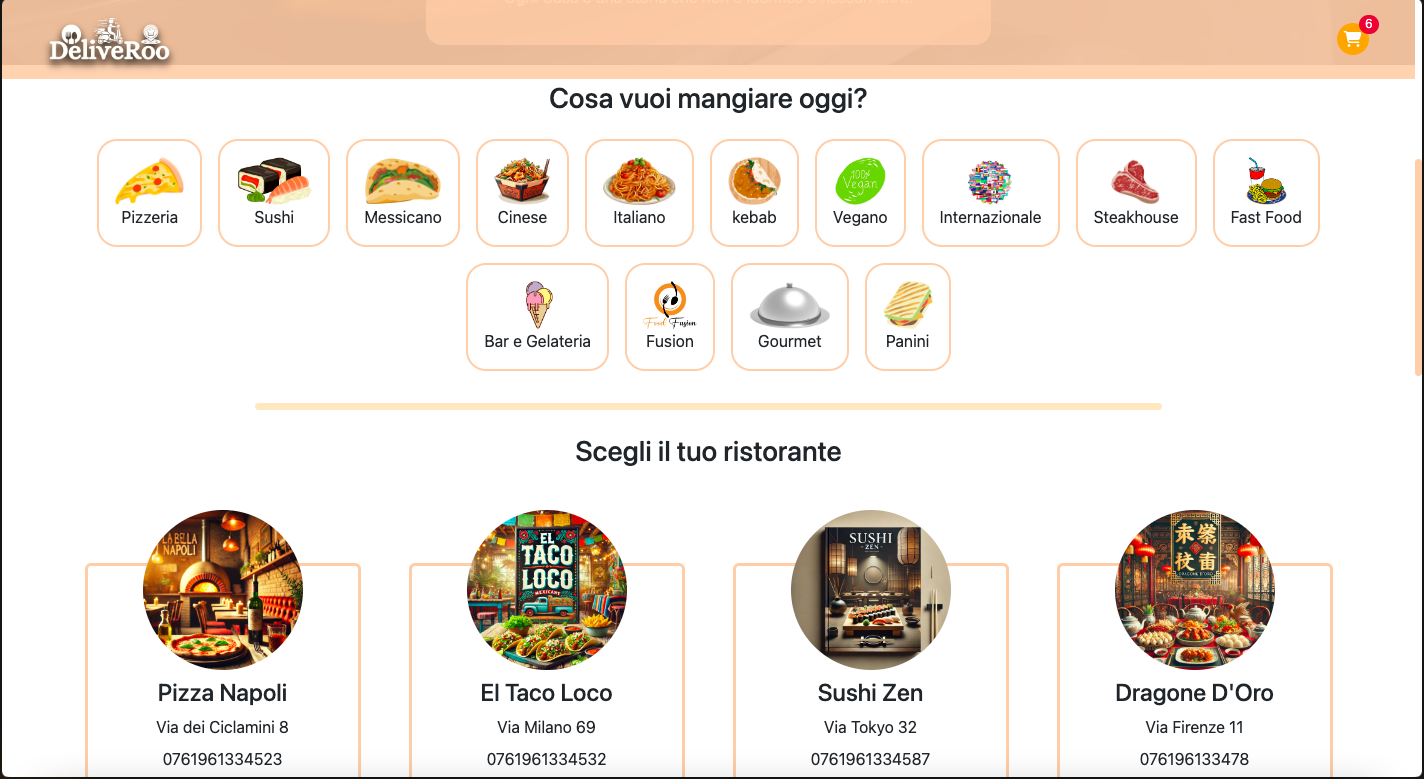 DeliveRoo
6
Cosa vuoi mangiare oggi?
Pizzeria
Sushi
Messicano
Cinese
Italiano
kebab
100%
Vegan
Vegano
Internazionale
Steakhouse
Fast Food
Bar e Gelateria
Food Fusion
Fusion
Gourmet
Panini
Scegli il tuo ristorante
LA BELLA
NAPOLI
Pizza Napoli
Via dei Ciclamini 8
0761961334523
EL
TACO
LOCO
MEXICANT
El Taco Loco
Via Milano 69
0761961334532
SUSHI
ZEN
Sushi Zen
Via Tokyo 32
0761961334587
Dragone D'Oro
Via Firenze 11
076196133478